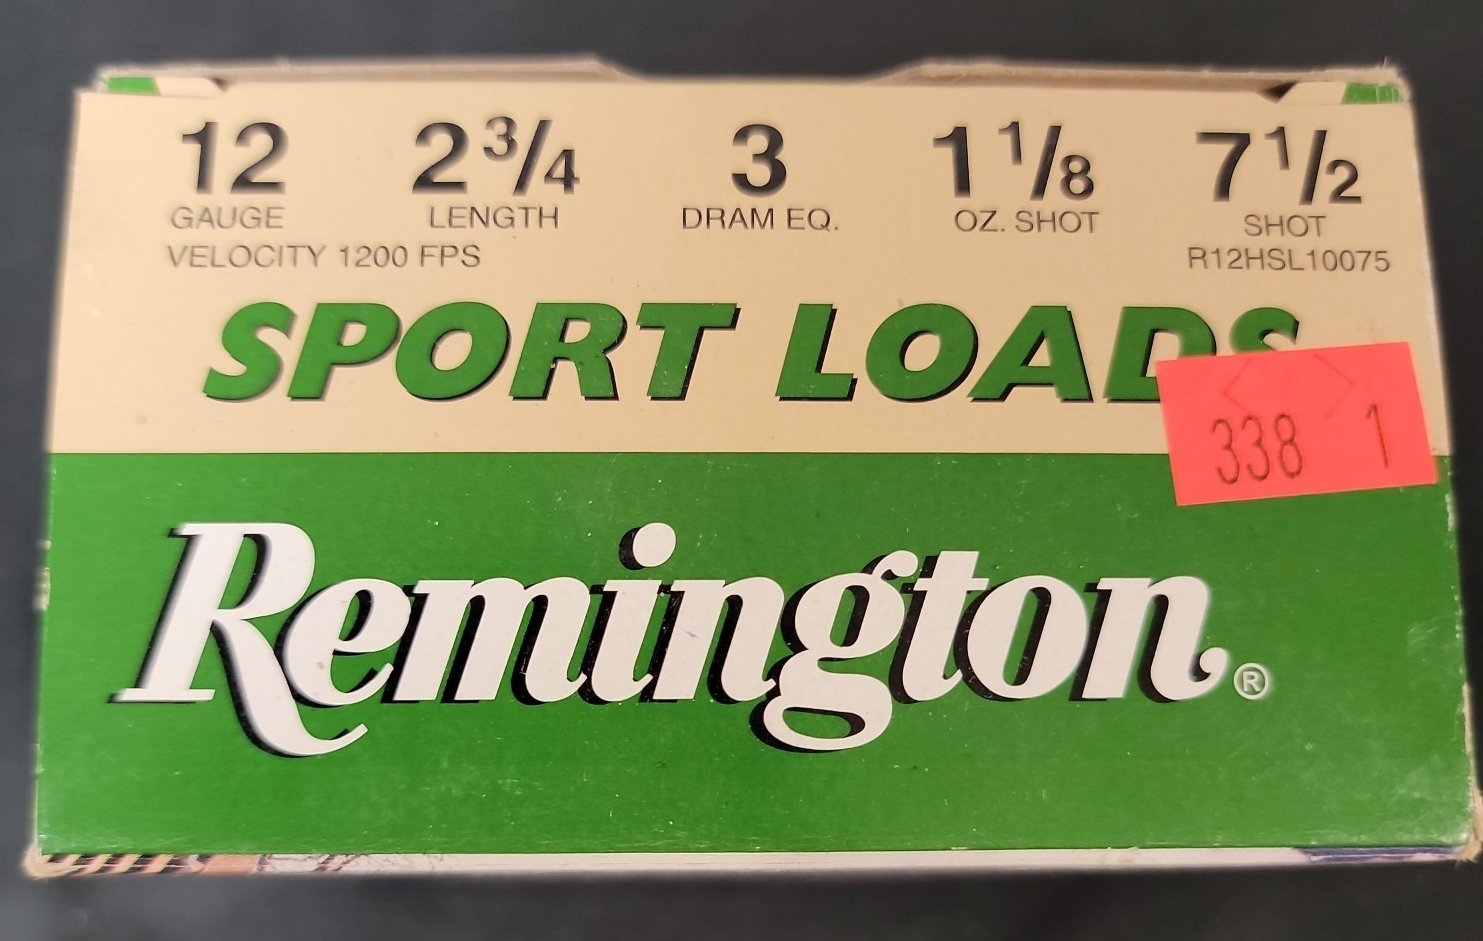 12 2 3/4 3 1 1/8 7 1/2
GAUGE LENGTH DRAM EQ. OZ. SHOT SHOT
VELOCITY 1200 FPS R12HSL10075
SPORT LOADS
338 1
Remington®